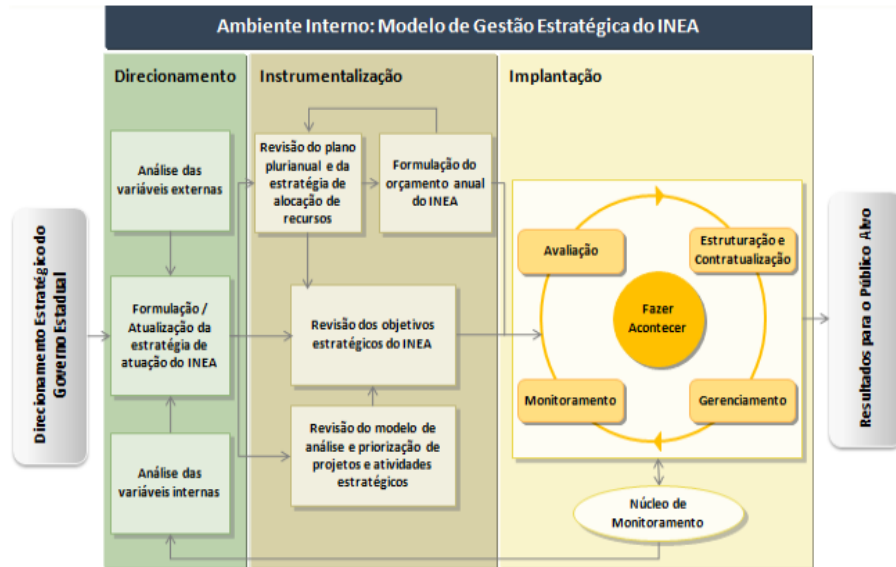 Ambiente Interno: Modelo de Gestão Estratégica do INEA
Direcionamento
Instrumentalização
Implantação
Direcionamento Estratégico do
Governo Estadual
Análise das
variáveis externas
Formulação /
Atualização da
estratégia de
atuação do INEA
Análise das
variáveis internas
Revisão do plano
plurianual e da
estratégia de
alocação de
recursos
Formulação do
orçamento anual
do INEA
Revisão dos objetivos
estratégicos do INEA
Revisão do modelo de
análise e priorização de
projetos e atividades
estratégicos
Avaliação
Estruturação e
Contratualização
Fazer
Acontecer
Monitoramento
Gerenciamento
Núcleo de
Monitoramento
Resultados para o Público Alvo